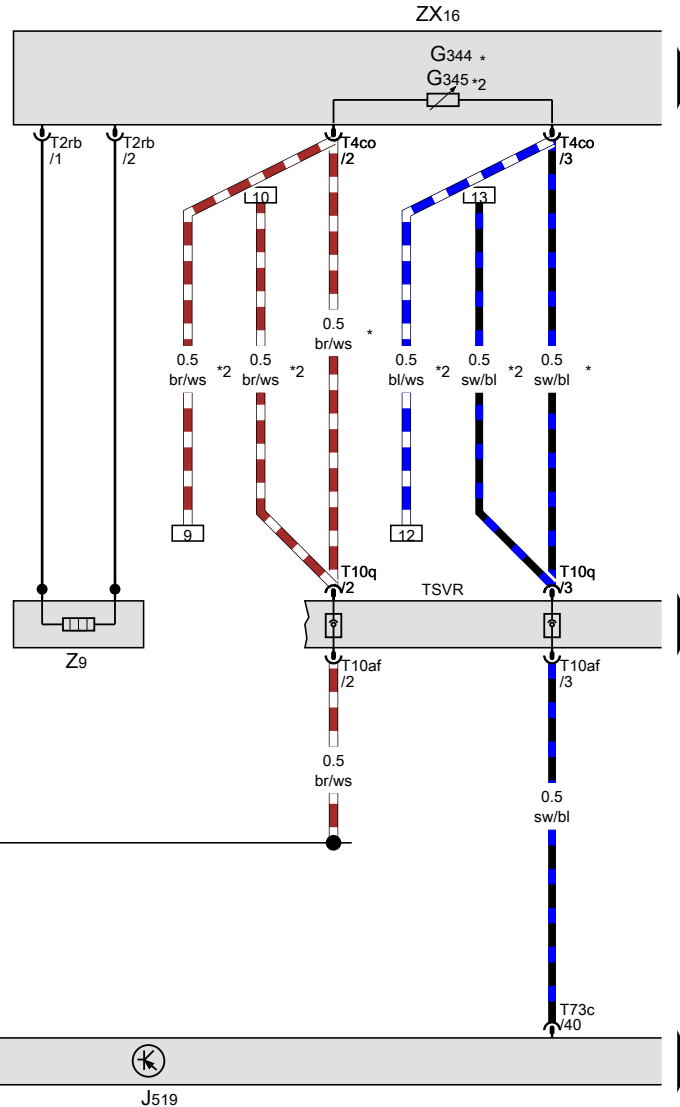 ZX16
G344 *
G345 *2
T2rb
/1
T2rb
/2
T4co
/2
T4co
/3
10
13
0.5
br/ws *
0.5
br/ws *2
0.5
br/ws *2
0.5
bl/ws *2
0.5
sw/bl *2
0.5
sw/bl *
9
12
T10q
/2
TSVR
T10q
/3
Z9
T10af
/2
T10af
/3
0.5
br/ws
0.5
sw/bl
T73c
/40
J519